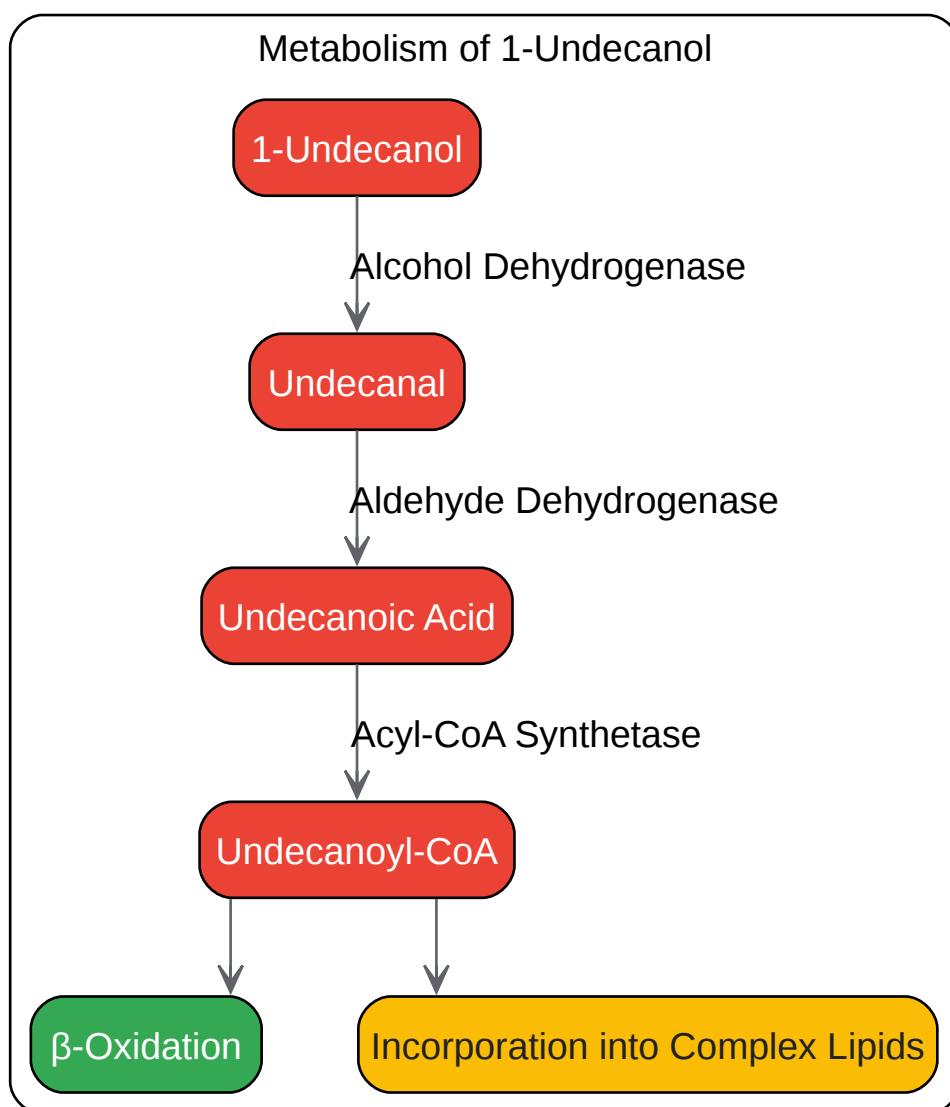 Metabolism of 1-Undecanol
1-Undecanol
Alcohol Dehydrogenase
Undecanal
Aldehyde Dehydrogenase
Undecanoic Acid
Acyl-CoA Synthetase
Undecanoyl-CoA
β-Oxidation
Incorporation into Complex Lipids